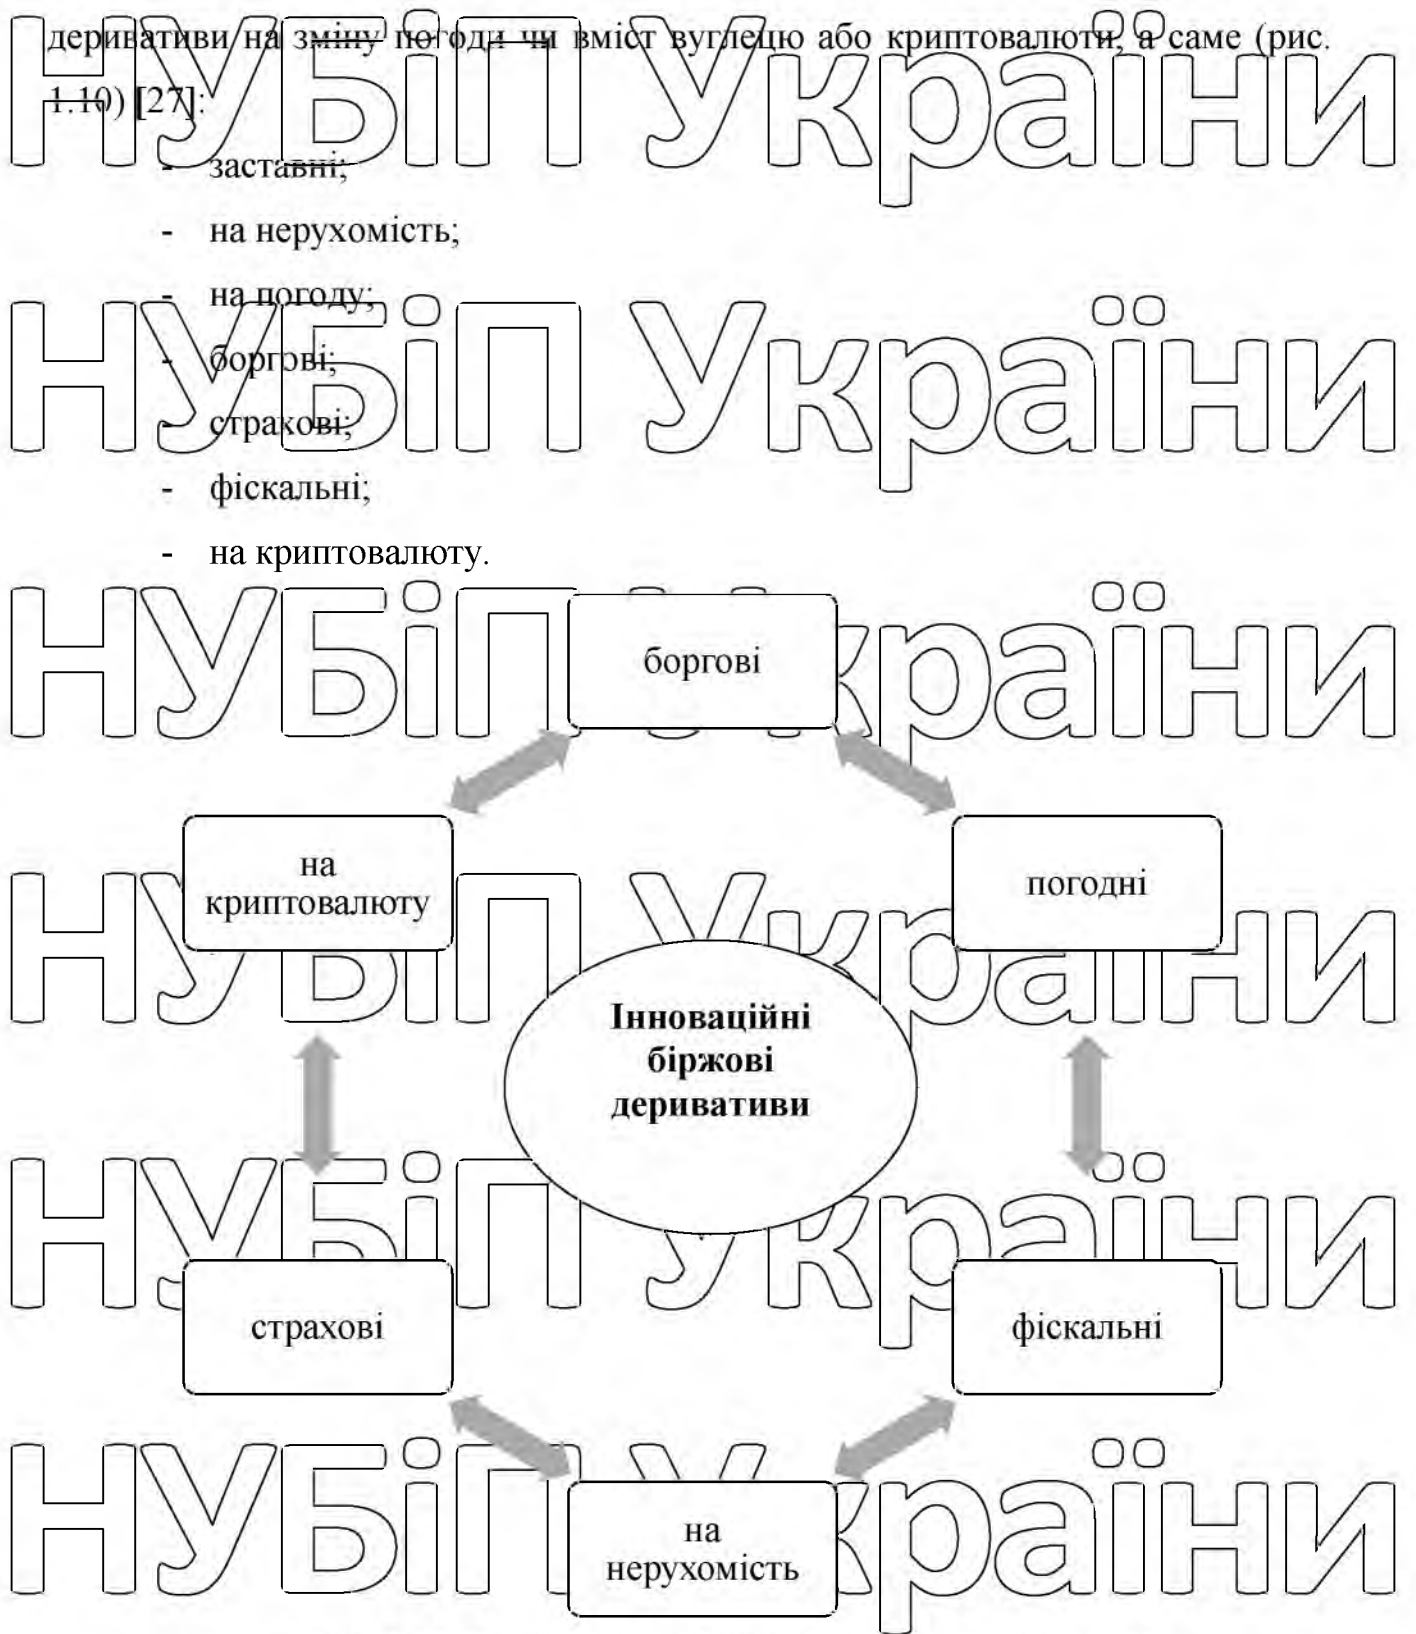 деривативи на зміну погоди чи вміст вуглецю або криптовалюти, а саме (рис.
1.10) [27]:
НУБіП України
- заставні;
- на нерухомість;
- на погоду;
НУБіП України
- боргові;
- страхові;
- фіскальні;
- на криптовалюту.
НУБіП України
боргові
на
криптовалюту
погодні
НУБіП України
Інноваційні
біржові
деривативи
НУБіП України
страхові
фіскальні
НУБіП України
на
нерухомість